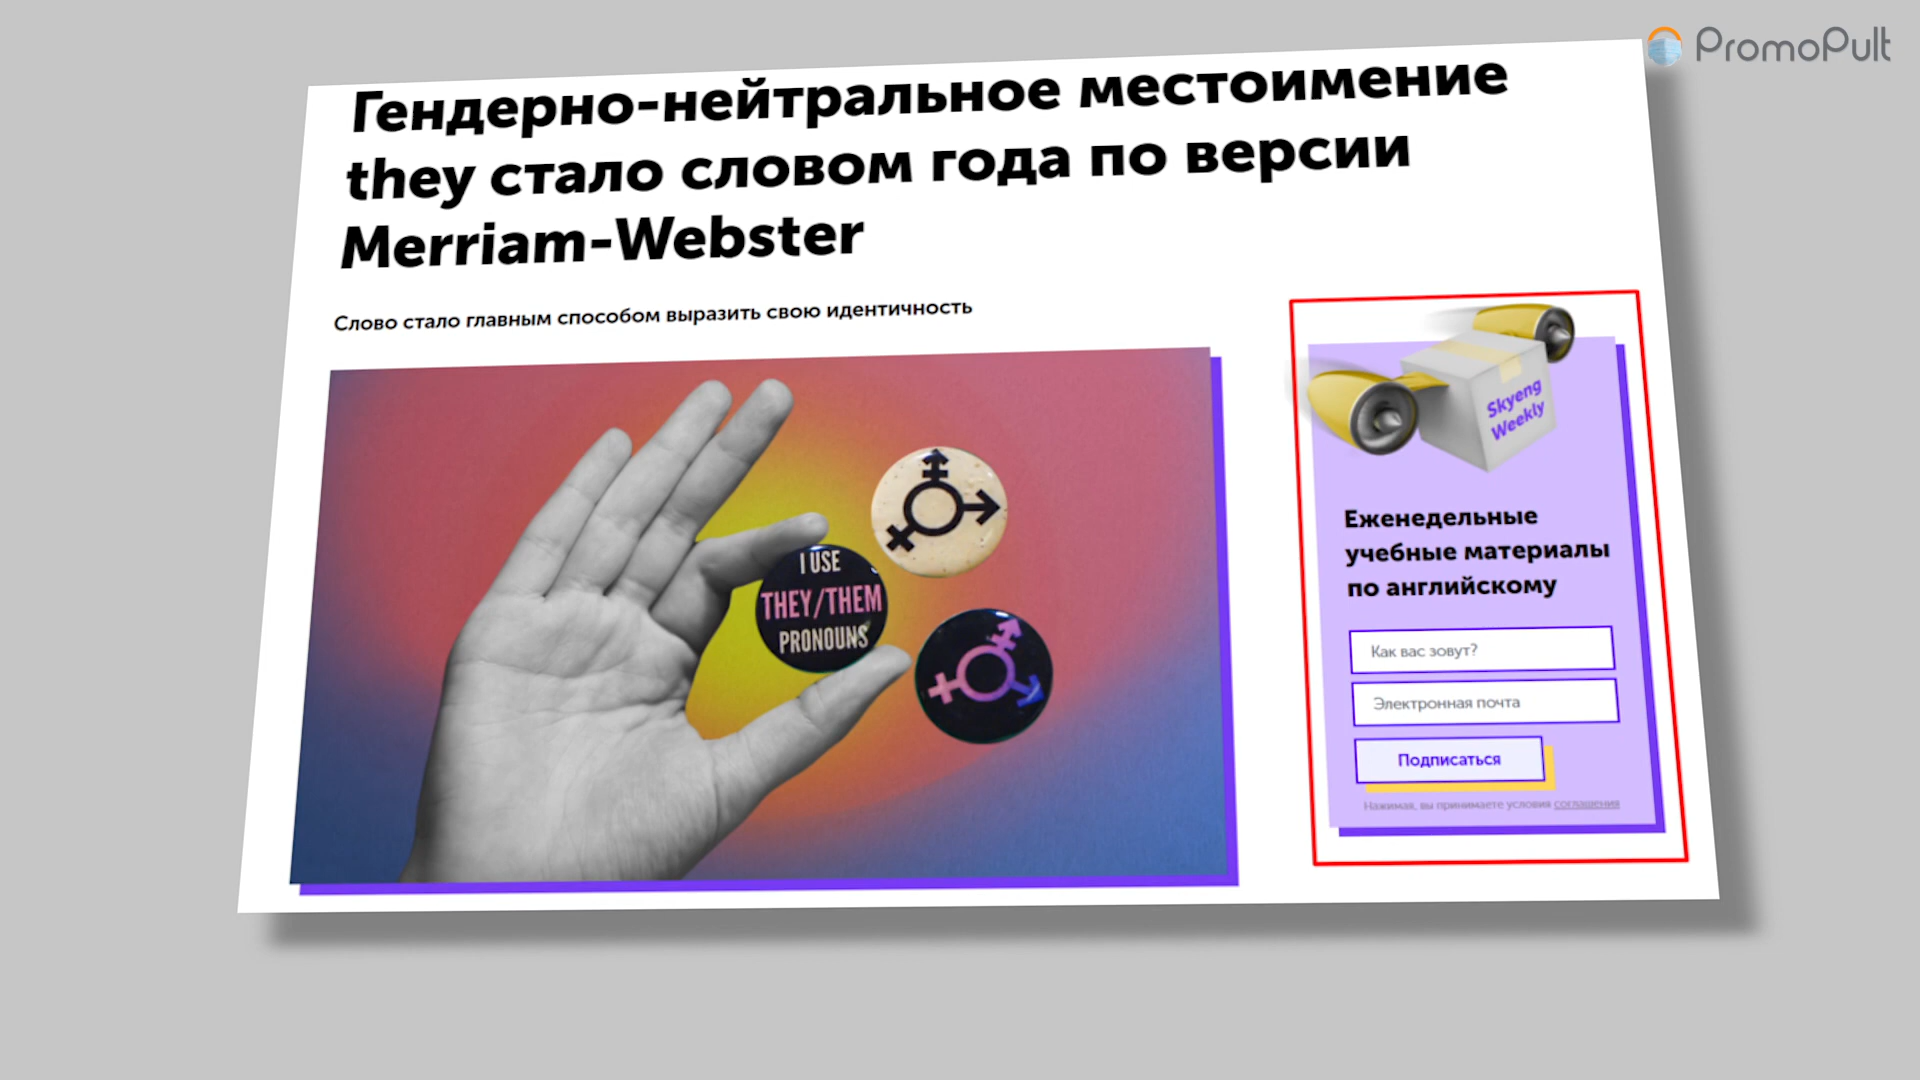 PromoPult
Гендерно-нейтральное местоимение
they стало словом года по версии
Merriam-Webster
Слово стало главным способом выразить свою идентичность
I USE
THEY/THEM
PRONOUNS
Skyeng
Weekly
Еженедельные
учебные материалы
по английскому
Как вас зовут?
Электронная почта
Подписаться
Нажимая, вы принимаете условия соглашения